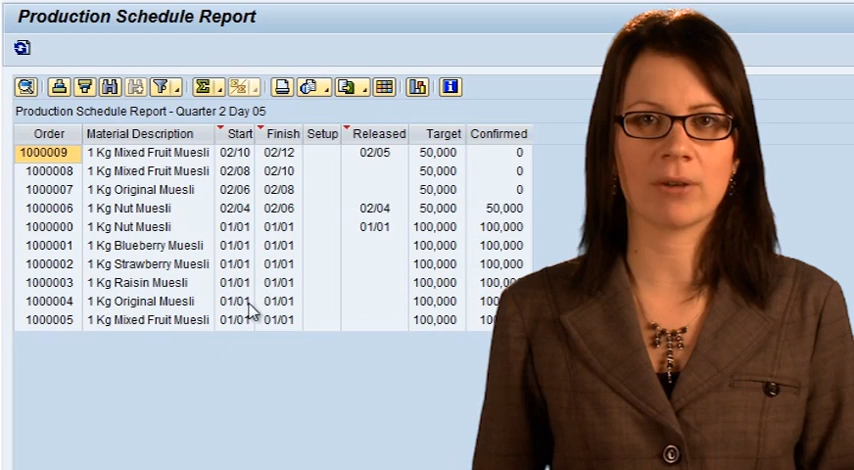 Production Schedule Report
Production Schedule Report - Quarter 2 Day 05
Order Material Description Start Finish Setup Released Target Confirmed
1000009 1 Kg Mixed Fruit Muesli 02/10 02/12 02/05 50,000 0
1000008 1 Kg Mixed Fruit Muesli 02/08 02/10 50,000 0
1000007 1 Kg Original Muesli 02/06 02/08 50,000 0
1000006 1 Kg Nut Muesli 02/04 02/06 02/04 50,000 50,000
1000000 1 Kg Nut Muesli 01/01 01/01 01/01 100,000 100,000
1000001 1 Kg Blueberry Muesli 01/01 01/01 100,000 100,000
1000002 1 Kg Strawberry Muesli 01/01 01/01 100,000 100,000
1000003 1 Kg Raisin Muesli 01/01 01/01 100,000 100,000
1000004 1 Kg Original Muesli 01/01 01/01 100,000
1000005 1 Kg Mixed Fruit Muesli 01/01 01/01 100,000